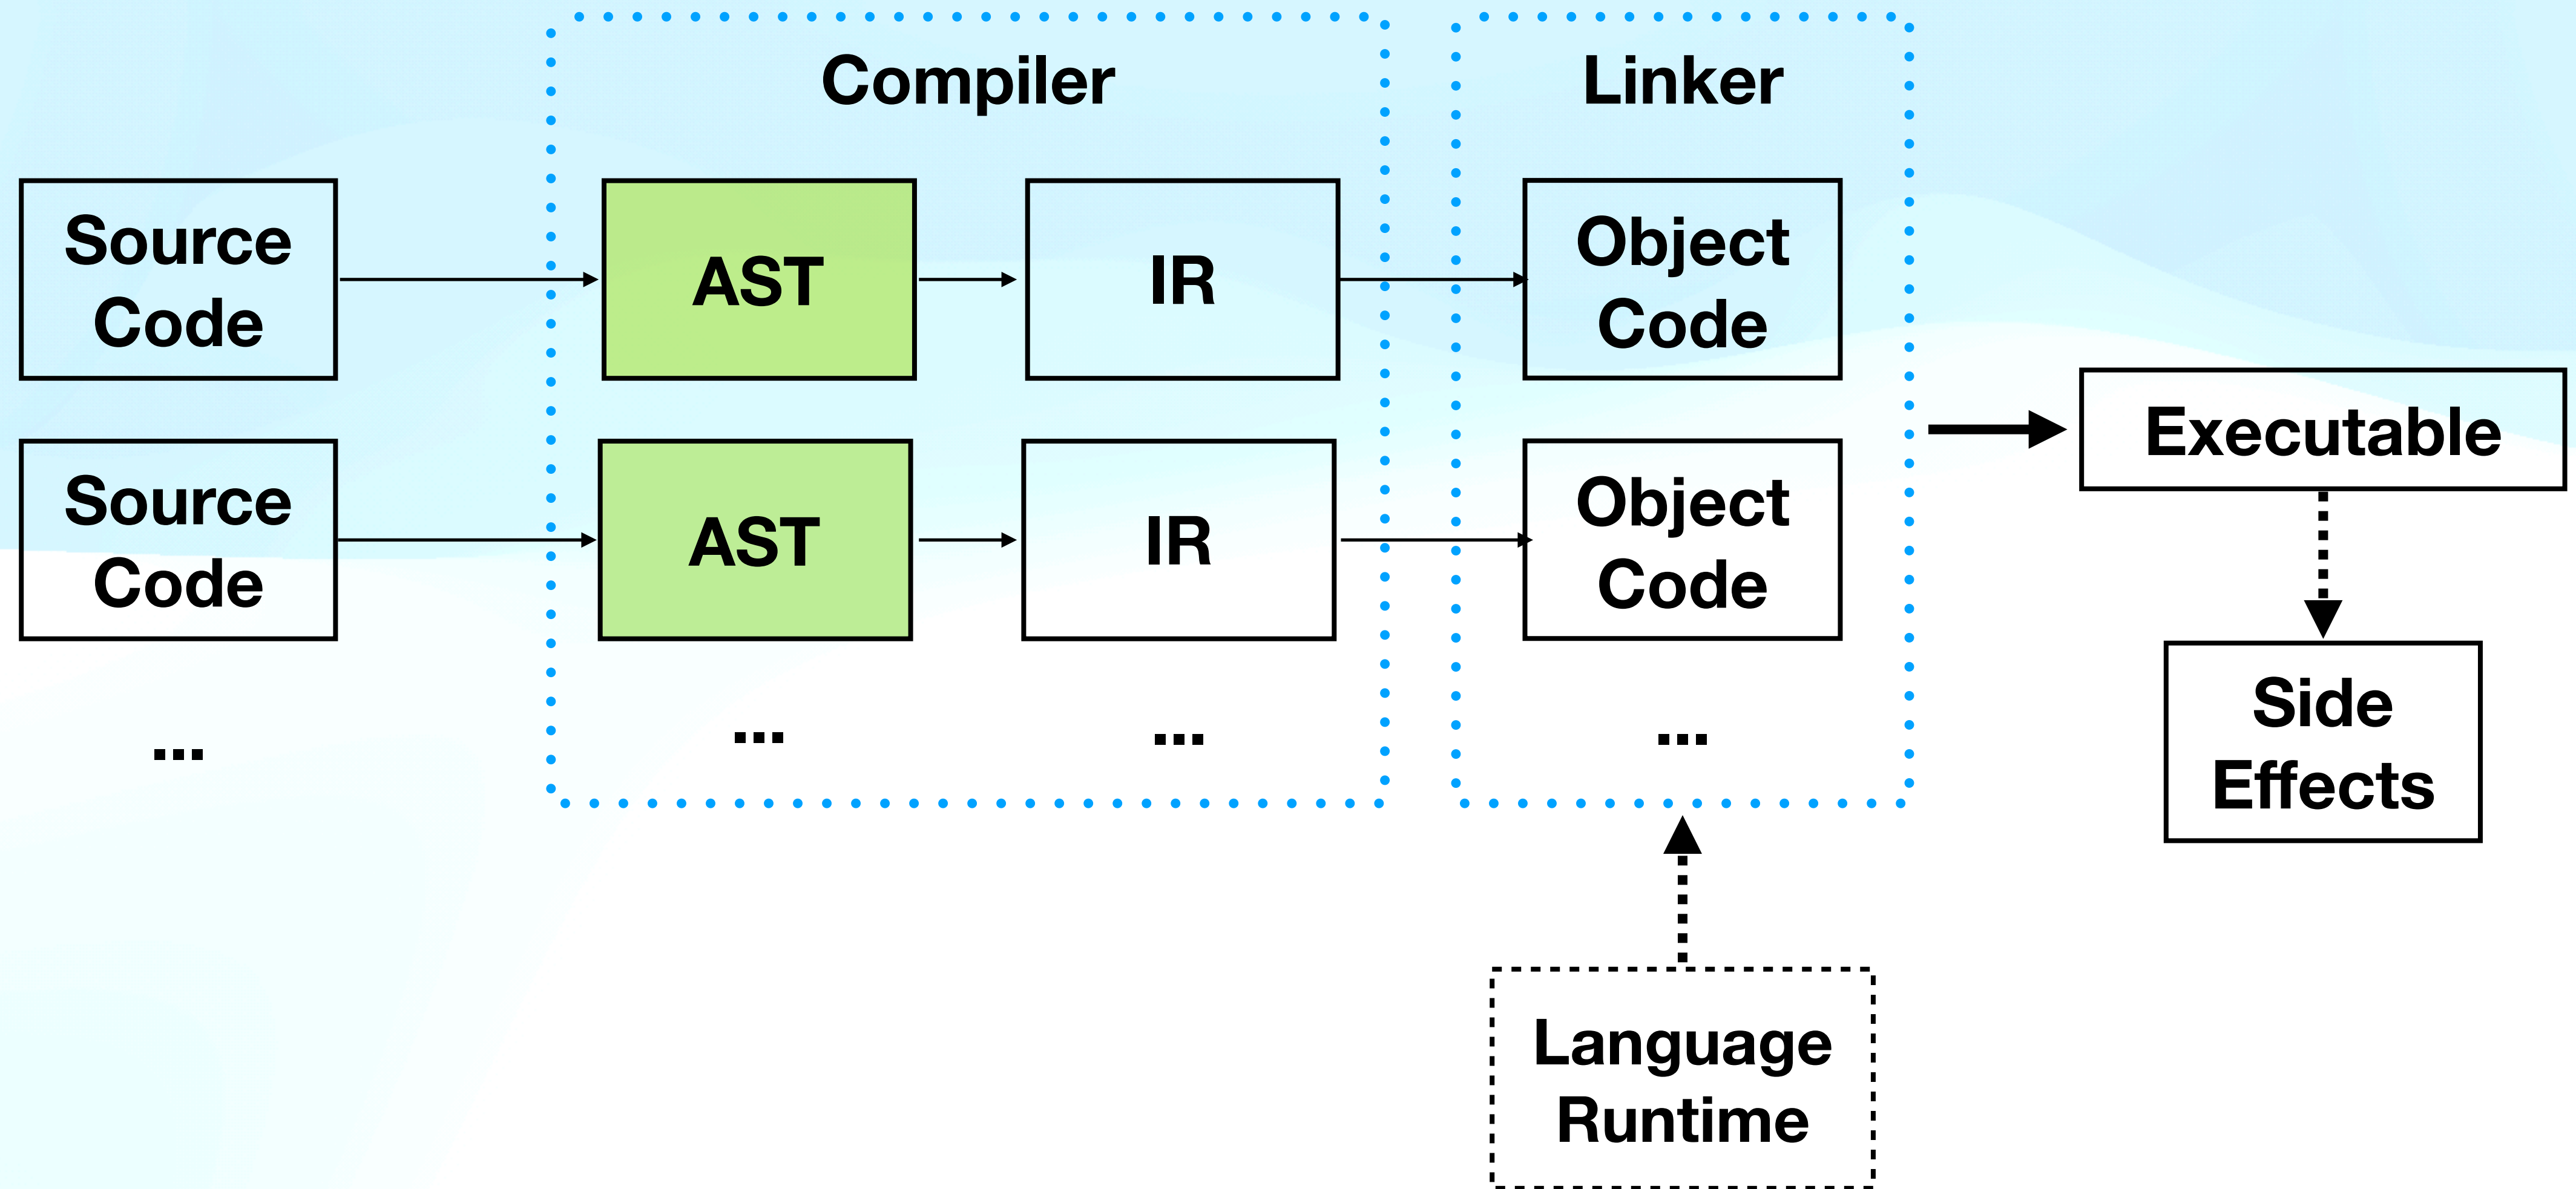 Compiler
Linker
Source
Code
AST
IR
Object
Code
Source
Code
AST
IR
Object
Code
Executable
...
...
...
...
Side
Effects
Language
Runtime